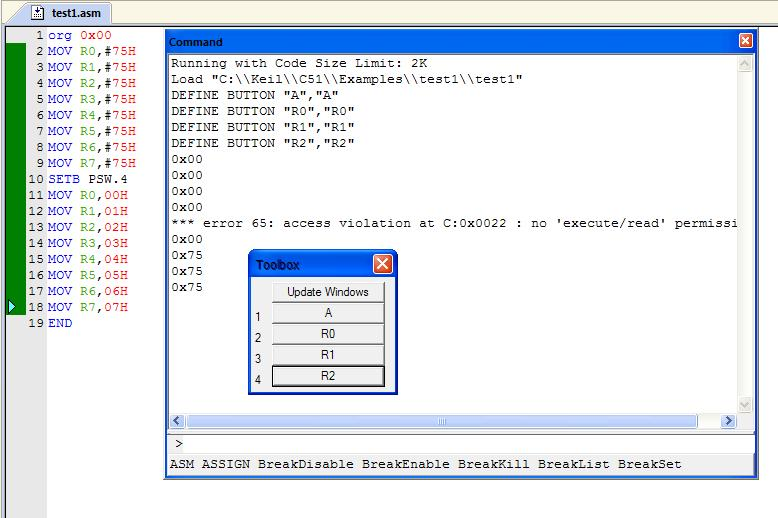 test1.asm
1 org 0x00
2 MOV R0,#75H
3 MOV R1,#75H
4 MOV R2,#75H
5 MOV R3,#75H
6 MOV R4,#75H
7 MOV R5,#75H
8 MOV R6,#75H
9 MOV R7,#75H
10 SETB PSW.4
11 MOV R0,00H
12 MOV R1,01H
13 MOV R2,02H
14 MOV R3,03H
15 MOV R4,04H
16 MOV R5,05H
17 MOV R6,06H
18 MOV R7,07H
19 END
Command
Running with Code Size Limit: 2K
Load "C:\\Keil\\C51\\Examples\\test1\\test1"
DEFINE BUTTON "A","A"
DEFINE BUTTON "R0","R0"
DEFINE BUTTON "R1","R1"
DEFINE BUTTON "R2","R2"
0x00
0x00
0x00
0x00
*** error 65: access violation at C:0x0022 : no 'execute/read' permissi
0x00
0x75
0x75
0x75
Toolbox
Update Windows
1 A
2 R0
3 R1
4 R2
>
ASM ASSIGN BreakDisable BreakEnable BreakKill BreakList BreakSet